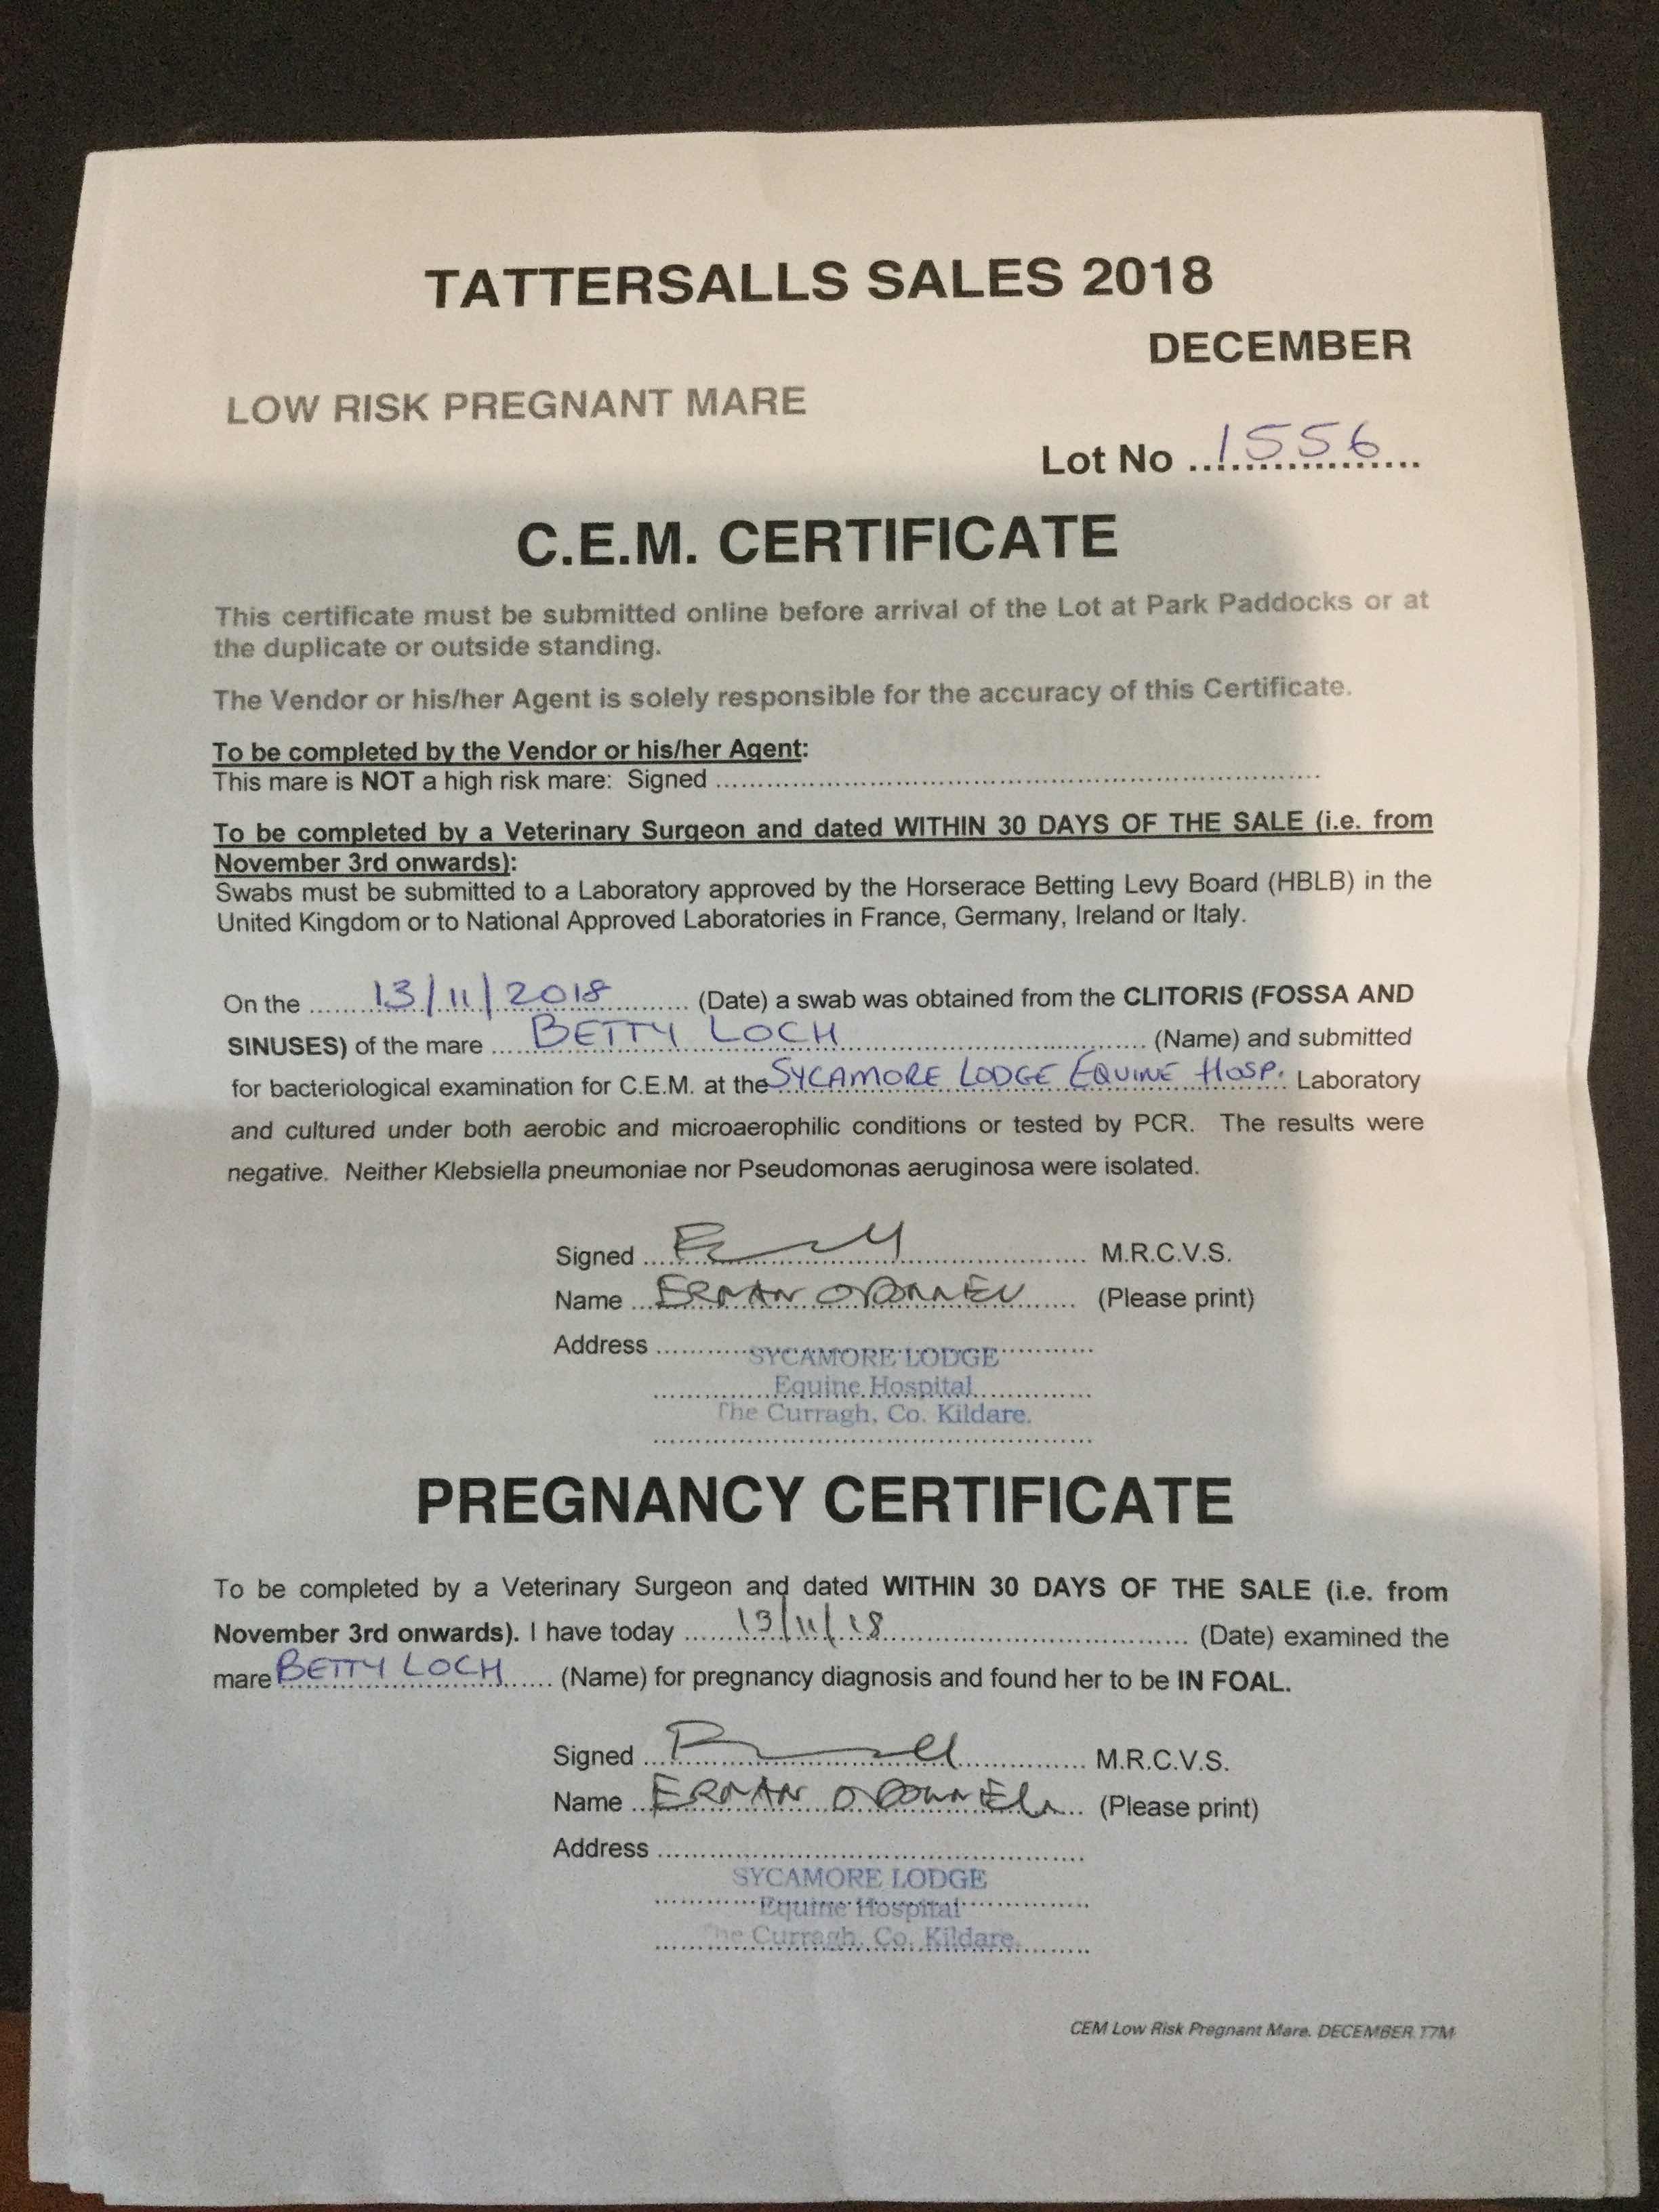 TATTERSALLS SALES 2018
DECEMBER
LOW RISK PREGNANT MARE
Lot No ...1556...
C.E.M. CERTIFICATE
This certificate must be submitted online before arrival of the Lot at Park Paddocks or at
the duplicate or outside standing.
The Vendor or his/her Agent is solely responsible for the accuracy of this Certificate.
To be completed by the Vendor or his/her Agent:
This mare is NOT a high risk mare: Signed ......
To be completed by a Veterinary Surgeon and dated WITHIN 30 DAYS OF THE SALE (i.e. from
November 3rd onwards):
Swabs must be submitted to a Laboratory approved by the Horserace Betting Levy Board (HBLB) in the
United Kingdom or to National Approved Laboratories in France, Germany, Ireland or Italy.
On the ...13/11/2018... (Date) a swab was obtained from the CLITORIS (FOSSA AND
SINUSES) of the mare ...BETTY LOCH... (Name) and submitted
for bacteriological examination for C.E.M. at the SYCAMORE LODGE EQUINE HOSP. Laboratory
and cultured under both aerobic and microaerophilic conditions or tested by PCR. The results were
negative. Neither Klebsiella pneumoniae nor Pseudomonas aeruginosa were isolated.
Signed ...... M.R.C.V.S.
Name ...... (Please print)
Address ...SYCAMORE LODGE...
Equine Hospital
The Curragh, Co. Kildare.
PREGNANCY CERTIFICATE
To be completed by a Veterinary Surgeon and dated WITHIN 30 DAYS OF THE SALE (i.e. from
November 3rd onwards). I have today ...13/11/18... (Date) examined the
mare BETTY LOCH ... (Name) for pregnancy diagnosis and found her to be IN FOAL.
Signed ...... M.R.C.V.S.
Name ...... (Please print)
Address ......
SYCAMORE LODGE
Equine Hospital
The Curragh, Co. Kildare.
CEM Low Risk Pregnant Mare. DECEMBER T7M